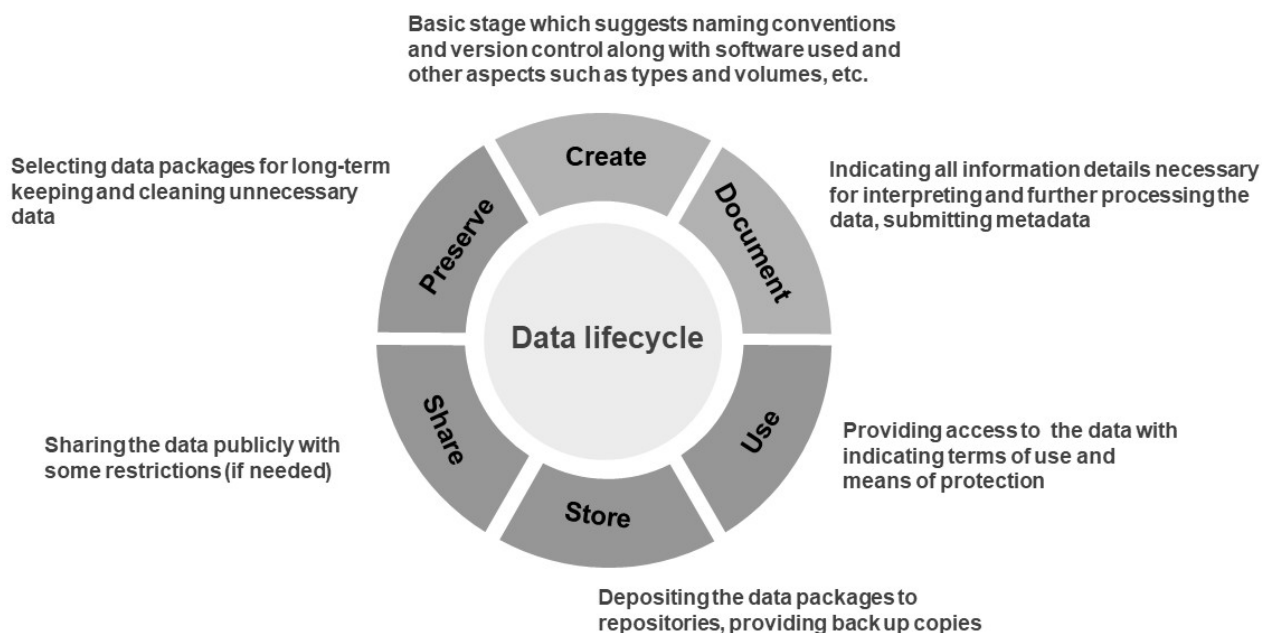 Basic stage which suggests naming conventions
and version control along with software used and
other aspects such as types and volumes, etc.
Create
Indicating all information details necessary
for interpreting and further processing the
data, submitting metadata
Document
Providing access to the data with
indicating terms of use and
means of protection
Use
Store
Depositing the data packages to
repositories, providing back up copies
Share
Sharing the data publicly with
some restrictions (if needed)
Preserve
Selecting data packages for long-term
keeping and cleaning unnecessary
data
Data lifecycle